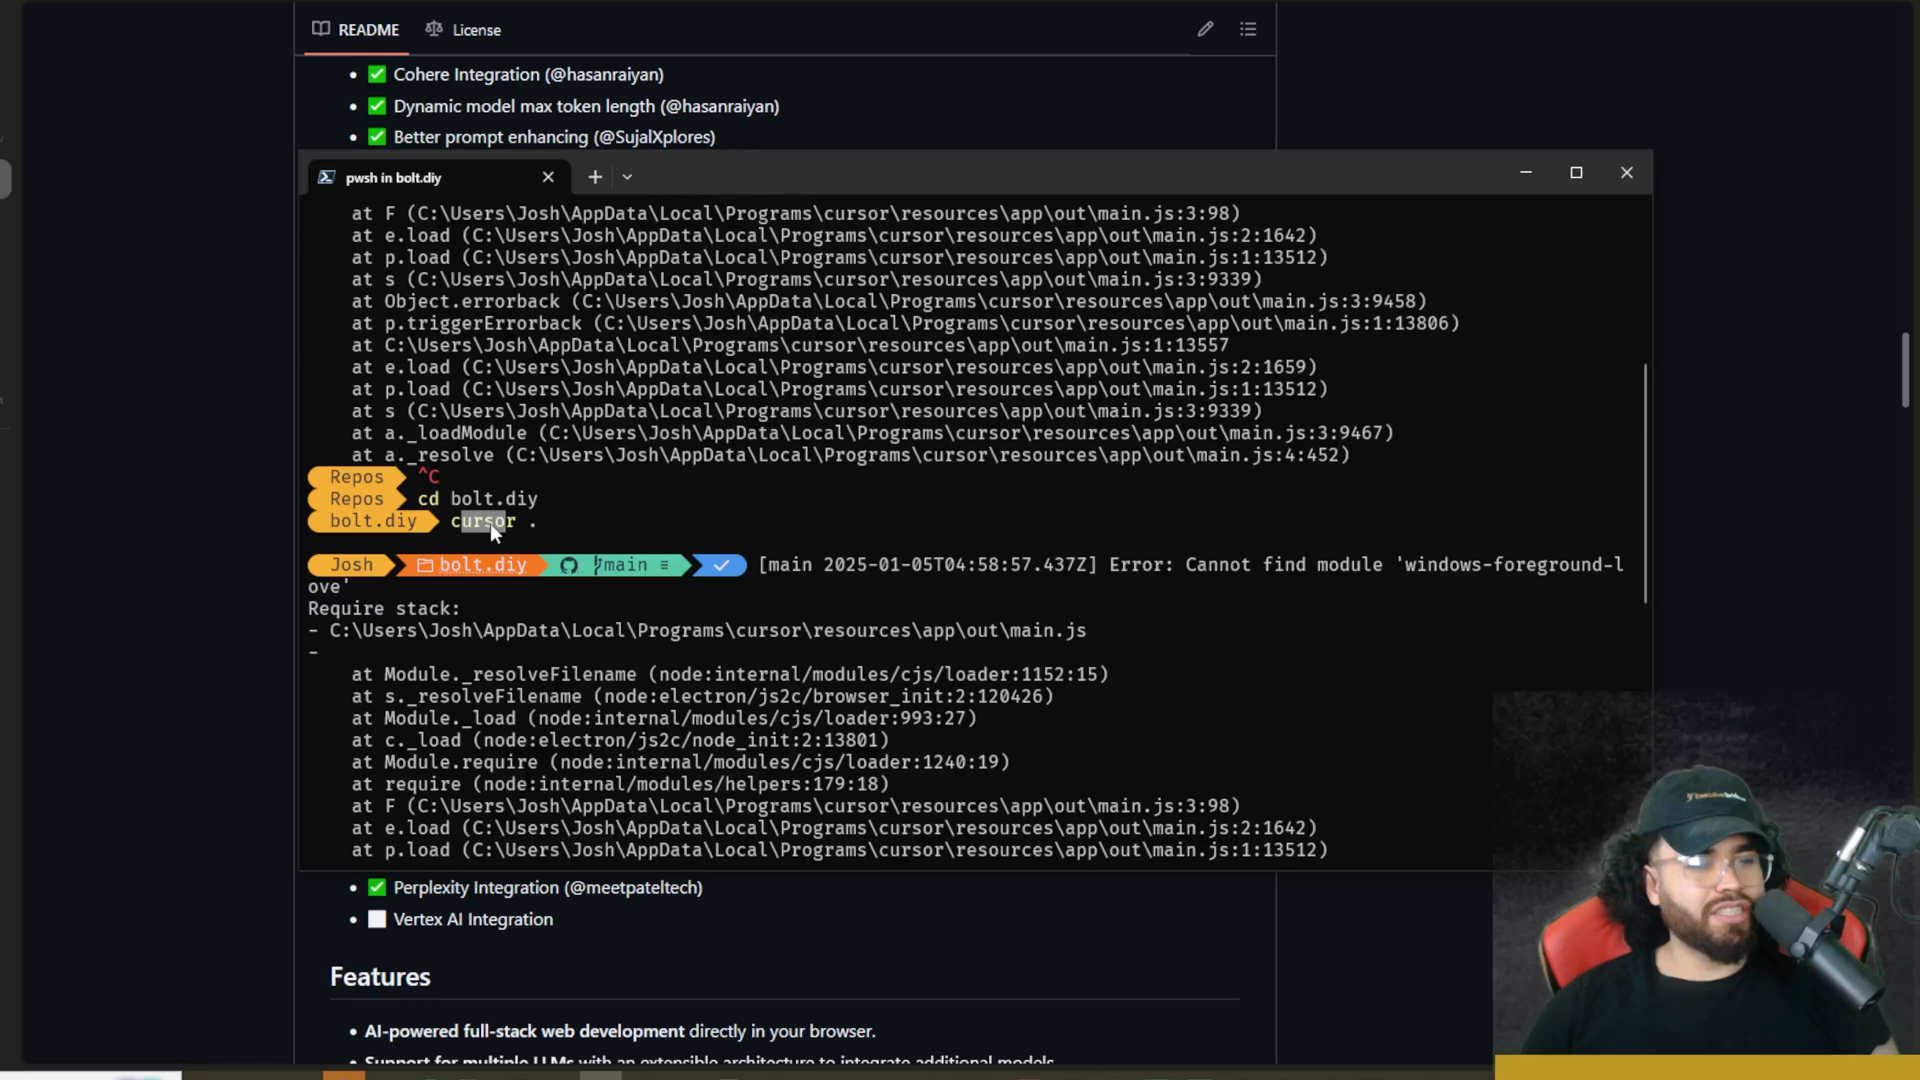 README
License
Cohere Integration (@hasanraiyan)
Dynamic model max token length (@hasanraiyan)
Better prompt enhancing (@SujalXplores)
pwsh in bolt.diy
at F (C:\Users\Josh\AppData\Local\Programs\cursor\resources\app\out\main.js:3:98)
at e.load (C:\Users\Josh\AppData\Local\Programs\cursor\resources\app\out\main.js:2:1642)
at p.load (C:\Users\Josh\AppData\Local\Programs\cursor\resources\app\out\main.js:1:13512)
at s (C:\Users\Josh\AppData\Local\Programs\cursor\resources\app\out\main.js:3:9339)
at Object.errorback (C:\Users\Josh\AppData\Local\Programs\cursor\resources\app\out\main.js:3:9458)
at p.triggerErrorback (C:\Users\Josh\AppData\Local\Programs\cursor\resources\app\out\main.js:1:13806)
at C:\Users\Josh\AppData\Local\Programs\cursor\resources\app\out\main.js:1:13557
at e.load (C:\Users\Josh\AppData\Local\Programs\cursor\resources\app\out\main.js:2:1659)
at p.load (C:\Users\Josh\AppData\Local\Programs\cursor\resources\app\out\main.js:1:13512)
at s (C:\Users\Josh\AppData\Local\Programs\cursor\resources\app\out\main.js:3:9339)
at a._loadModule (C:\Users\Josh\AppData\Local\Programs\cursor\resources\app\out\main.js:3:9467)
at a._resolve (C:\Users\Josh\AppData\Local\Programs\cursor\resources\app\out\main.js:4:452)
Repos ^C
Repos cd bolt.diy
bolt.diy cursor .
Josh bolt.diy main ≡ [main 2025-01-05T04:58:57.437Z] Error: Cannot find module 'windows-foreground-l
ove'
Require stack:
- C:\Users\Josh\AppData\Local\Programs\cursor\resources\app\out\main.js
-
at Module._resolveFilename (node:internal/modules/cjs/loader:1152:15)
at s._resolveFilename (node:electron/js2c/browser_init:2:120426)
at Module._load (node:internal/modules/cjs/loader:993:27)
at c._load (node:electron/js2c/node_init:2:13801)
at Module.require (node:internal/modules/cjs/loader:1240:19)
at require (node:internal/modules/helpers:179:18)
at F (C:\Users\Josh\AppData\Local\Programs\cursor\resources\app\out\main.js:3:98)
at e.load (C:\Users\Josh\AppData\Local\Programs\cursor\resources\app\out\main.js:2:1642)
at p.load (C:\Users\Josh\AppData\Local\Programs\cursor\resources\app\out\main.js:1:13512)
Perplexity Integration (@meetpateltech)
Vertex AI Integration
Features
AI-powered full-stack web development directly in your browser.
Support for multiple LLMs with an extensible architecture to integrate additional models.